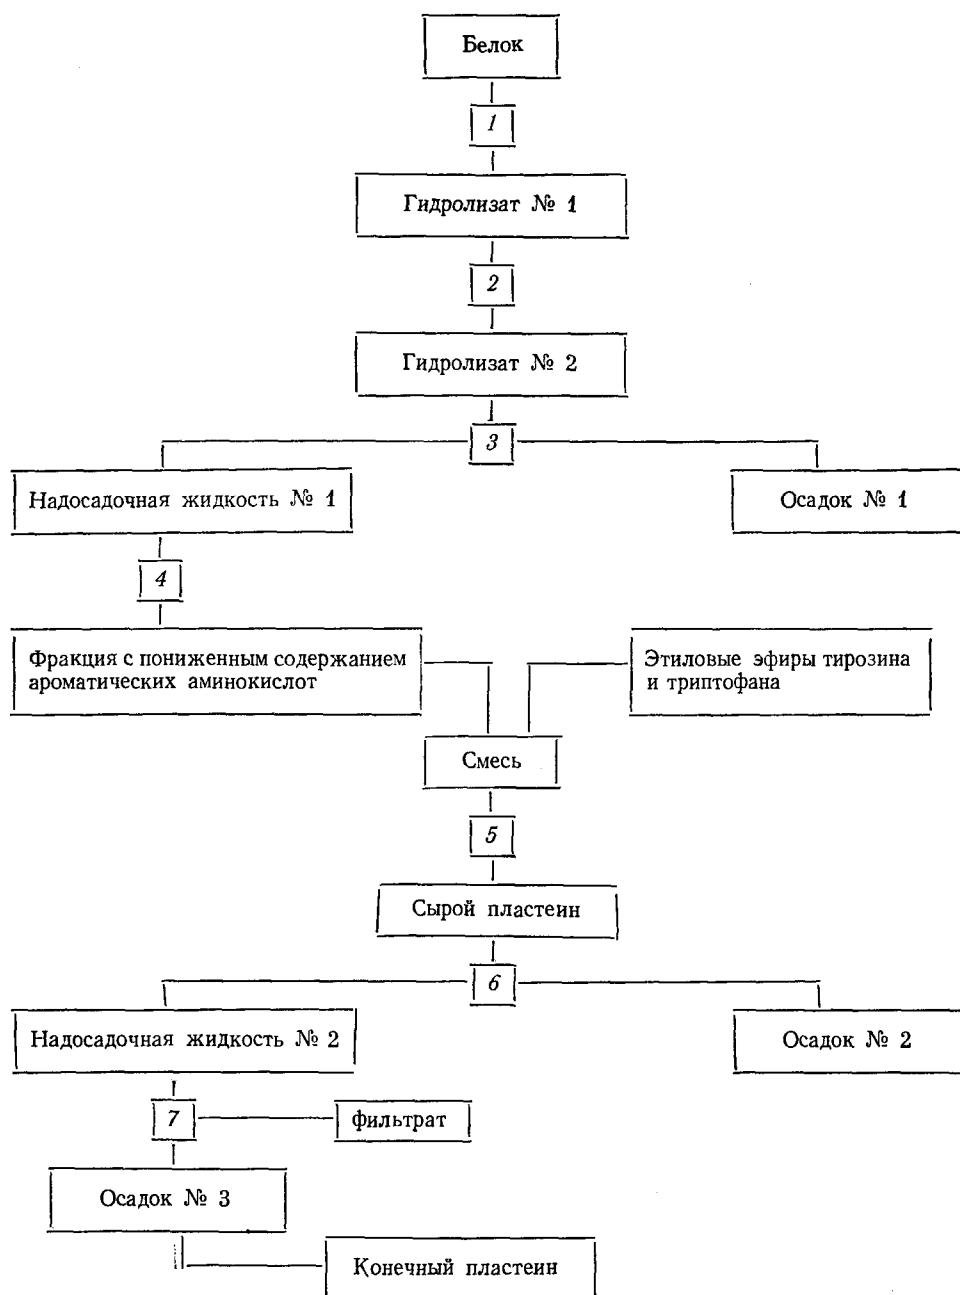 Белок
1
Гидролизат № 1
2
Гидролизат № 2
3
Надосадочная жидкость № 1
Осадок № 1
4
Фракция с пониженным содержанием
ароматических аминокислот
Этиловые эфиры тирозина
и триптофана
Смесь
5
Сырой пластеин
6
Надосадочная жидкость № 2
Осадок № 2
7
фильтрат
Осадок № 3
Конечный пластеин